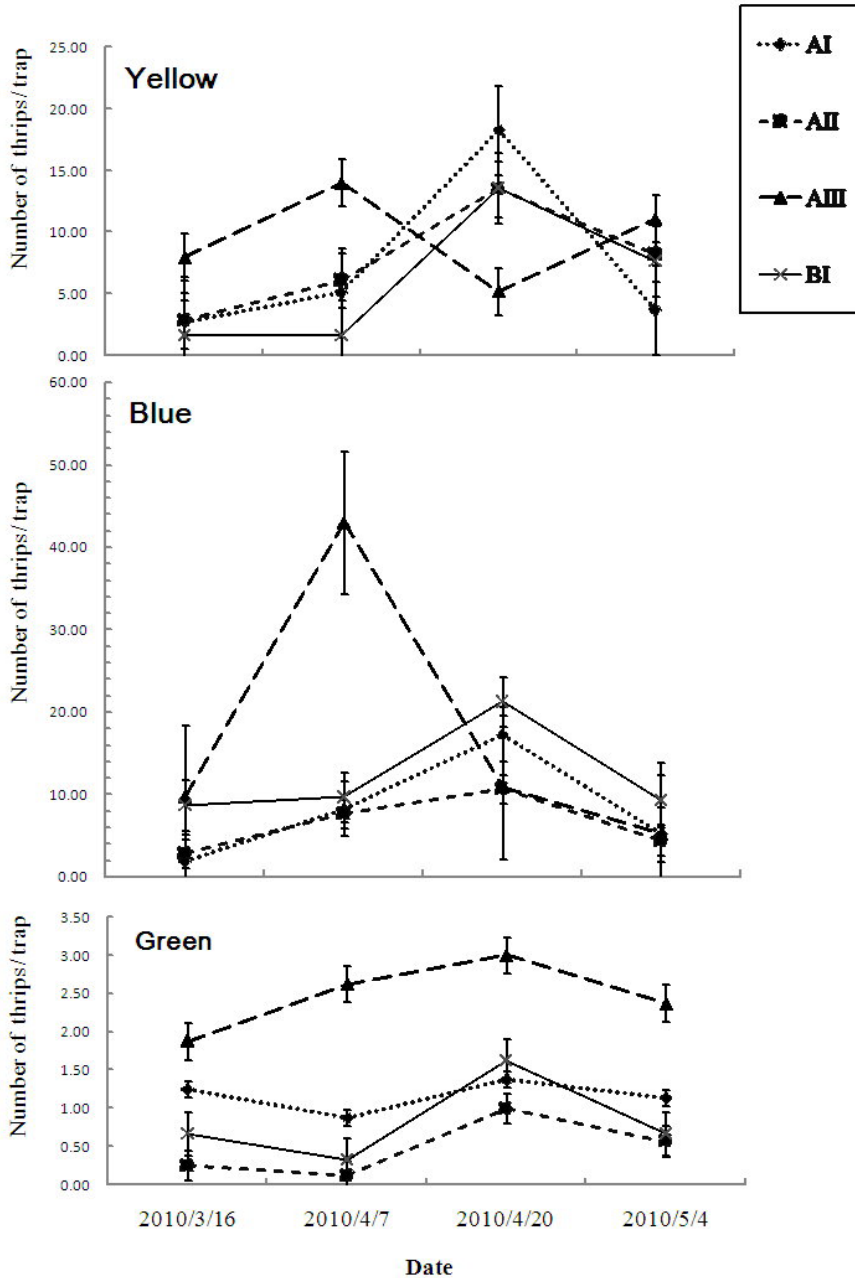 Yellow
Number of thrips/trap
25.00
20.00
15.00
10.00
5.00
0.00
AI
AII
AIII
BI
Blue
Number of thrips/trap
60.00
50.00
40.00
30.00
20.00
10.00
0.00
Green
Number of thrips/trap
3.50
3.00
2.50
2.00
1.50
1.00
0.50
0.00
2010/3/16 2010/4/7 2010/4/20 2010/5/4
Date